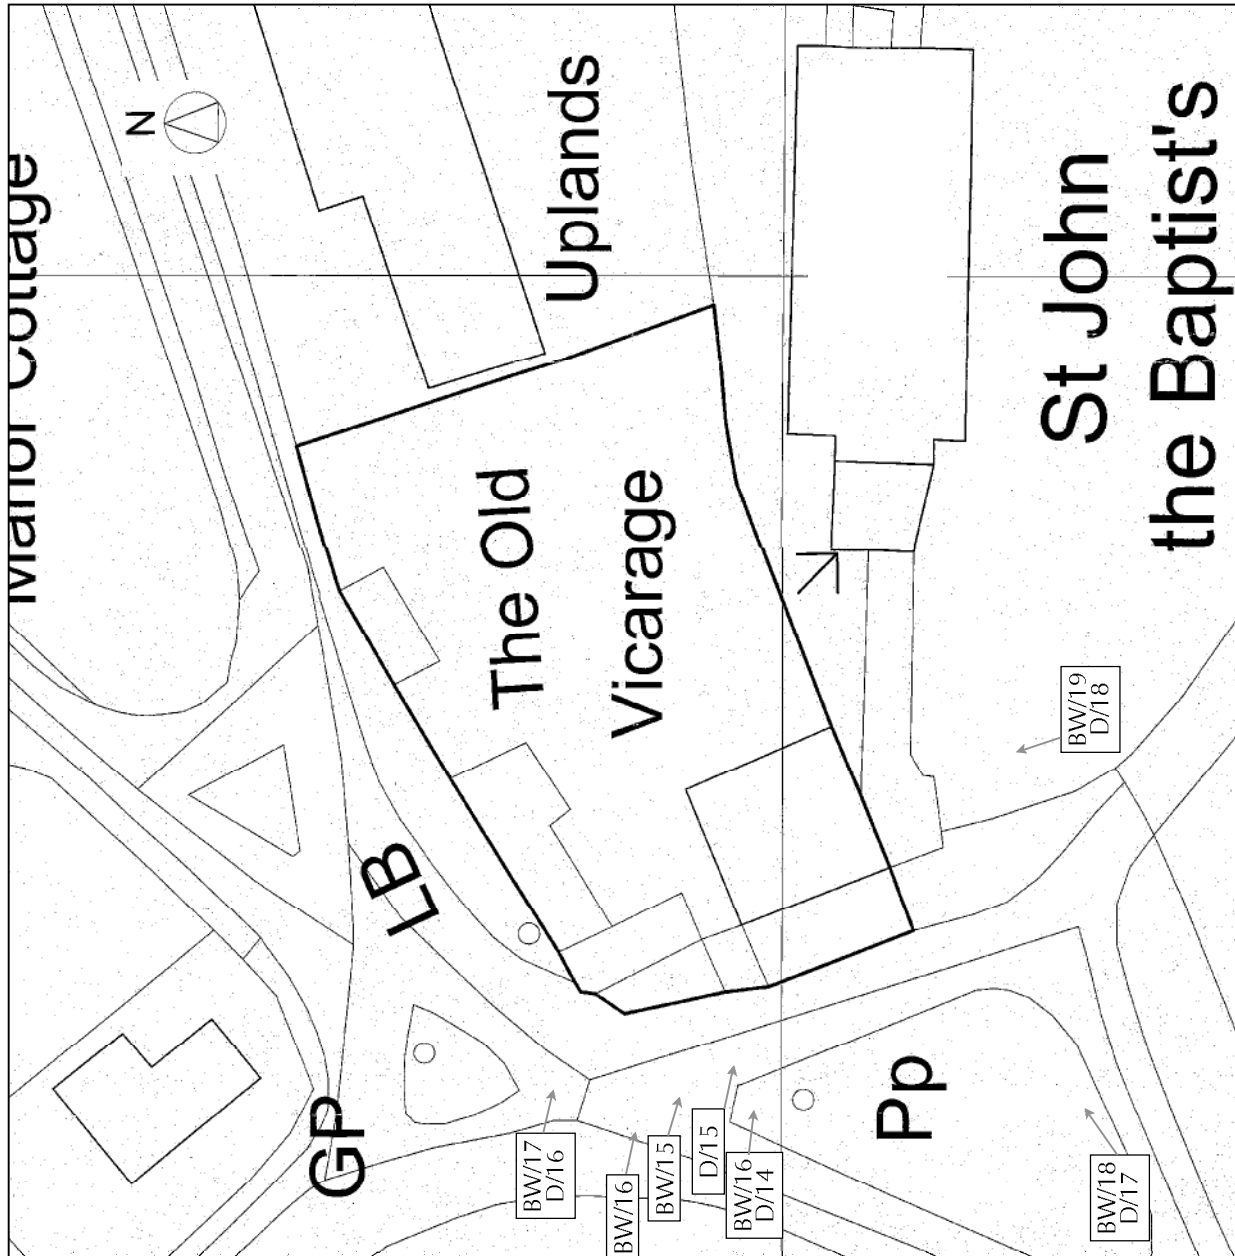 Manor Cottage
N
Uplands
St John
the Baptist's
The Old
Vicarage
LB
GP
Pp
BW/19
D/18
BW/17
D/16
BW/16
BW/15
D/15
BW/16
D/14
BW/18
D/17